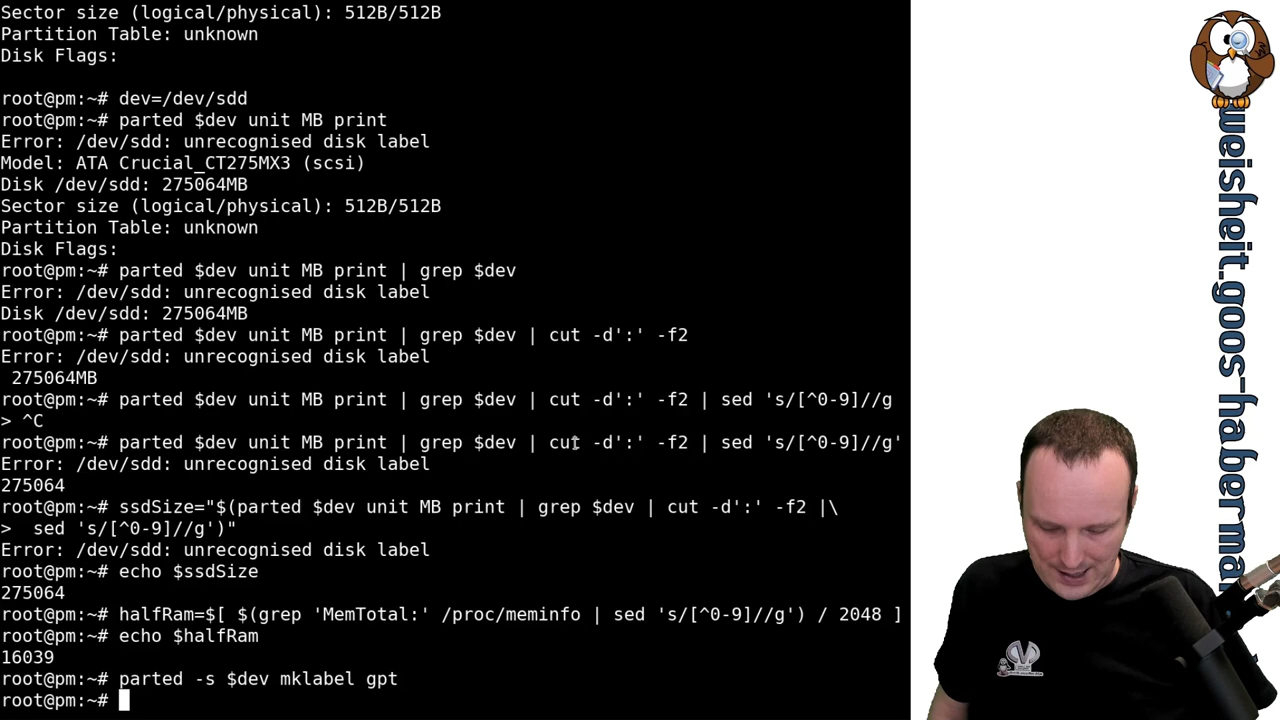 Sector size (logical/physical): 512B/512B
Partition Table: unknown
Disk Flags:
root@pm:~# dev=/dev/sdd
root@pm:~# parted $dev unit MB print
Error: /dev/sdd: unrecognised disk label
Model: ATA Crucial_CT275MX3 (scsi)
Disk /dev/sdd: 275064MB
Sector size (logical/physical): 512B/512B
Partition Table: unknown
Disk Flags:
root@pm:~# parted $dev unit MB print | grep $dev
Error: /dev/sdd: unrecognised disk label
Disk /dev/sdd: 275064MB
root@pm:~# parted $dev unit MB print | grep $dev | cut -d':' -f2
Error: /dev/sdd: unrecognised disk label
 275064MB
root@pm:~# parted $dev unit MB print | grep $dev | cut -d':' -f2 | sed 's/[^0-9]//g
> ^C
root@pm:~# parted $dev unit MB print | grep $dev | cut -d':' -f2 | sed 's/[^0-9]//g'
Error: /dev/sdd: unrecognised disk label
275064
root@pm:~# ssdSize="$(parted $dev unit MB print | grep $dev | cut -d':' -f2 |\
>  sed 's/[^0-9]//g')"
Error: /dev/sdd: unrecognised disk label
root@pm:~# echo $ssdSize
275064
root@pm:~# halfRam=$[ $(grep 'MemTotal:' /proc/meminfo | sed 's/[^0-9]//g') / 2048 ]
root@pm:~# echo $halfRam
16039
root@pm:~# parted -s $dev mklabel gpt
root@pm:~#
weisheit.goos-haberma